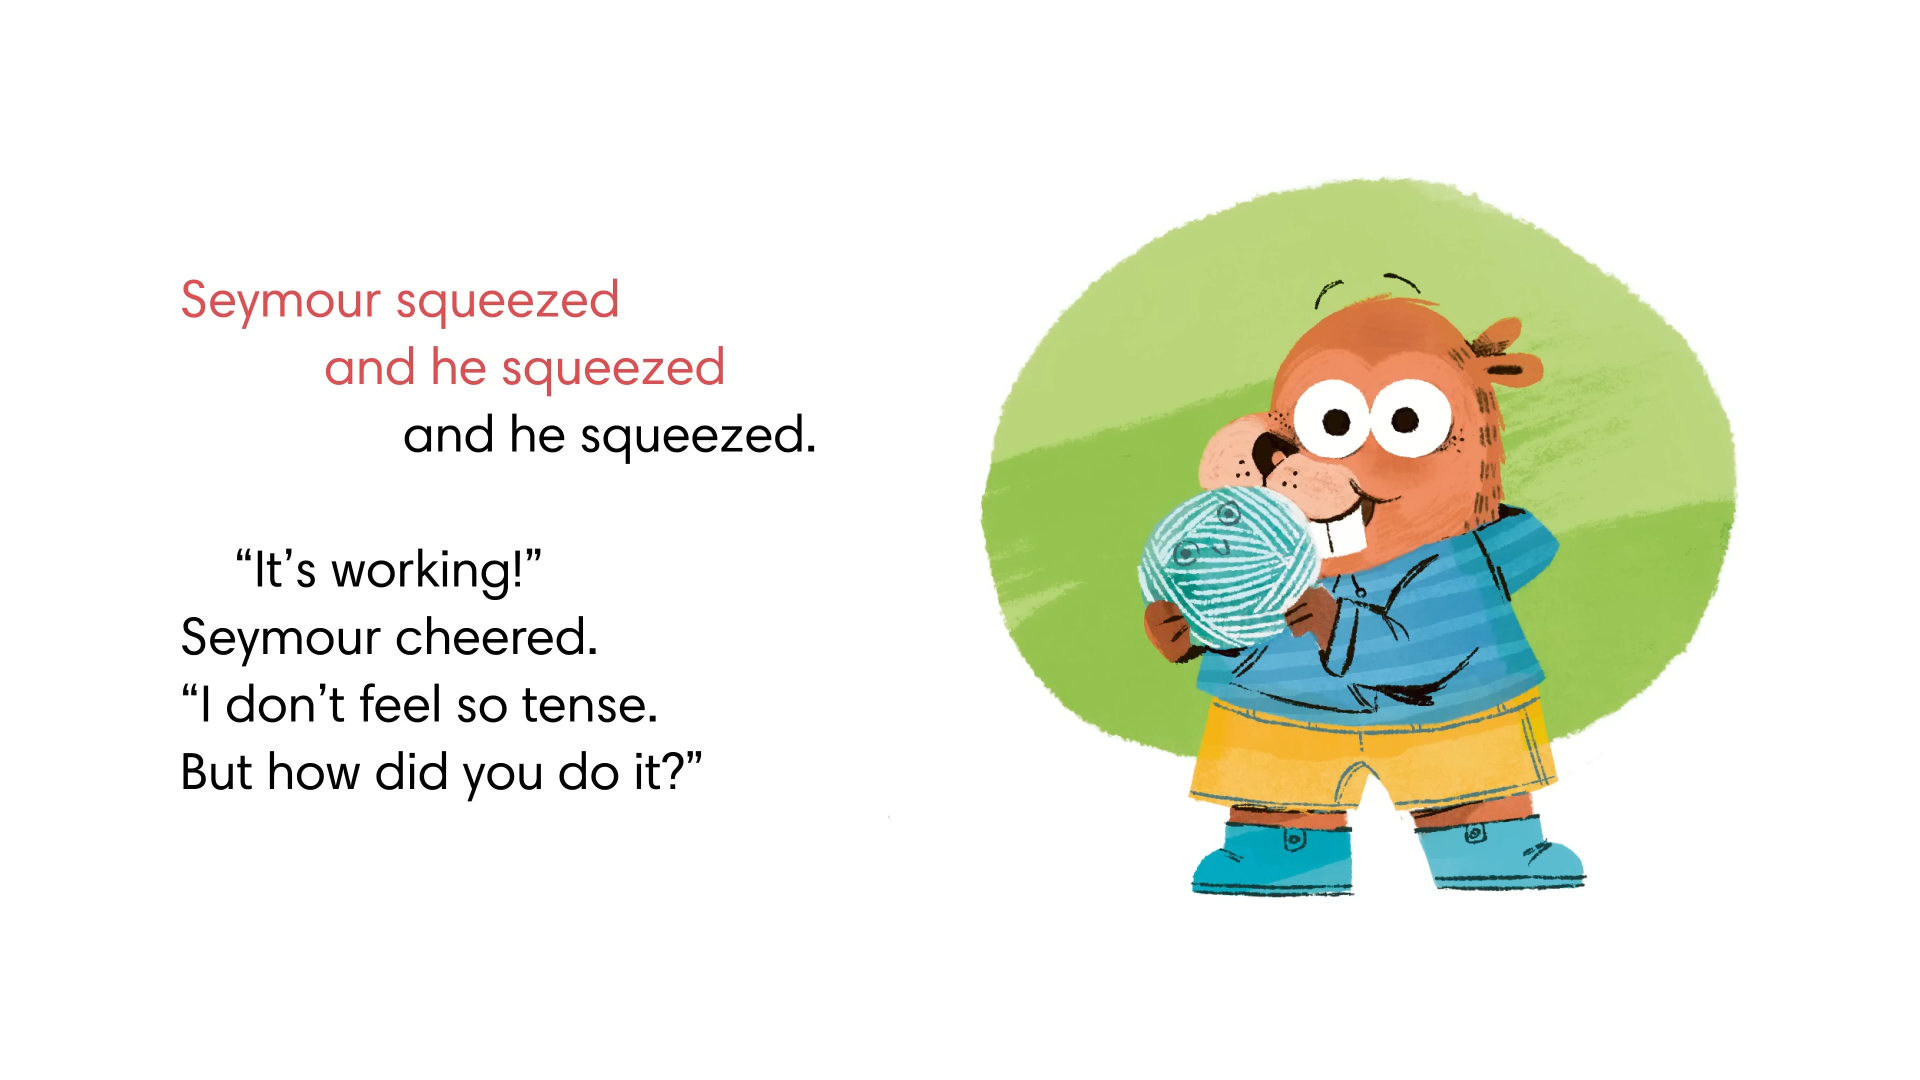 Seymour squeezed
and he squeezed
and he squeezed.
“It’s working!”
Seymour cheered.
“I don’t feel so tense.
But how did you do it?”